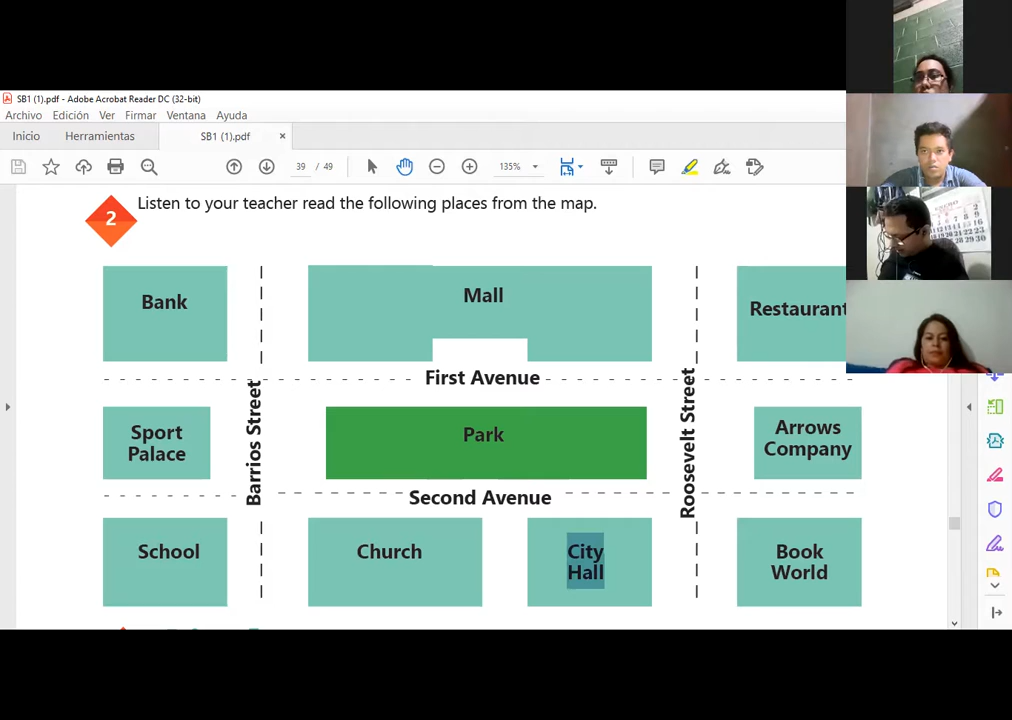 SB1 (1).pdf - Adobe Acrobat Reader DC (32-bit)
Archivo Edición Ver Firmar Ventana Ayuda
Inicio Herramientas SB1 (1).pdf ×
39 / 49 135%
2 Listen to your teacher read the following places from the map.
Bank
Mall
Restaurant
First Avenue
Barrios Street
Roosevelt Street
Sport
Palace
Park
Arrows
Company
Second Avenue
School
Church
City
Hall
Book
World
ENERO